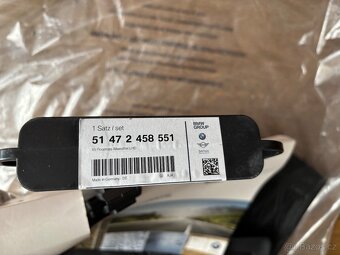 1 Satz / set
BMW
GROUP
51 47 2 458 551
Made in Germany